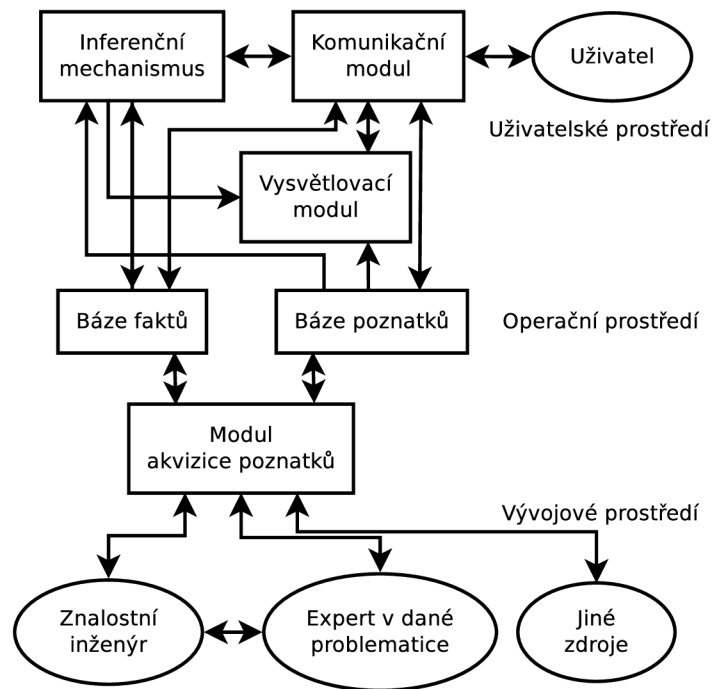 Inferenční
mechanismus
Komunikační
modul
Uživatel
Uživatelské prostředí
Vysvětlovací
modul
Báze faktů
Báze poznatků
Operační prostředí
Modul
akvizice poznatků
Vývojové prostředí
Znalostní
inženýr
Expert v dané
problematice
Jiné
zdroje